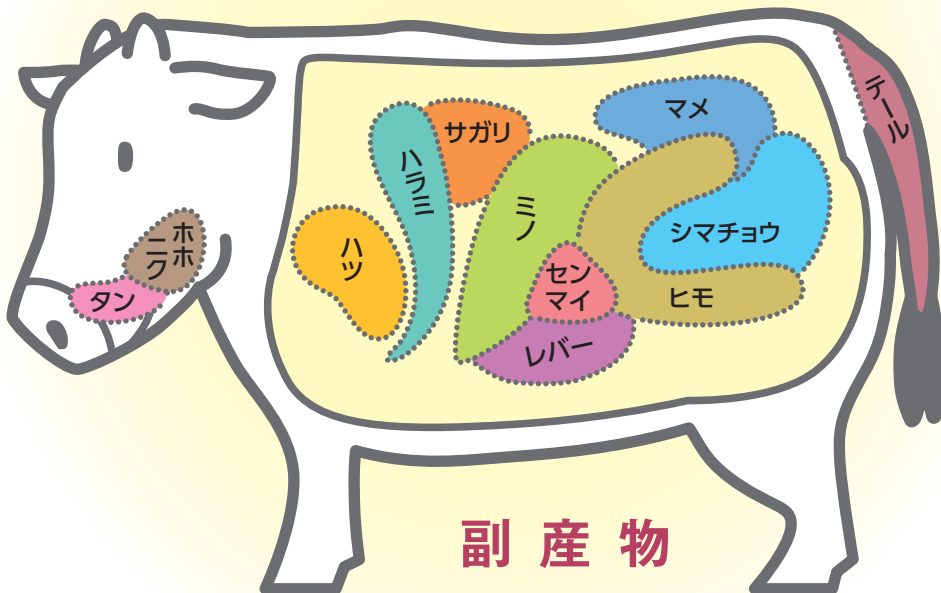 テール
マメ
サガリ
ハラミ
ミノ
ホホ
ニク
シマチョウ
ハツ
セン
マイ
タン
ヒモ
レバー
副産物